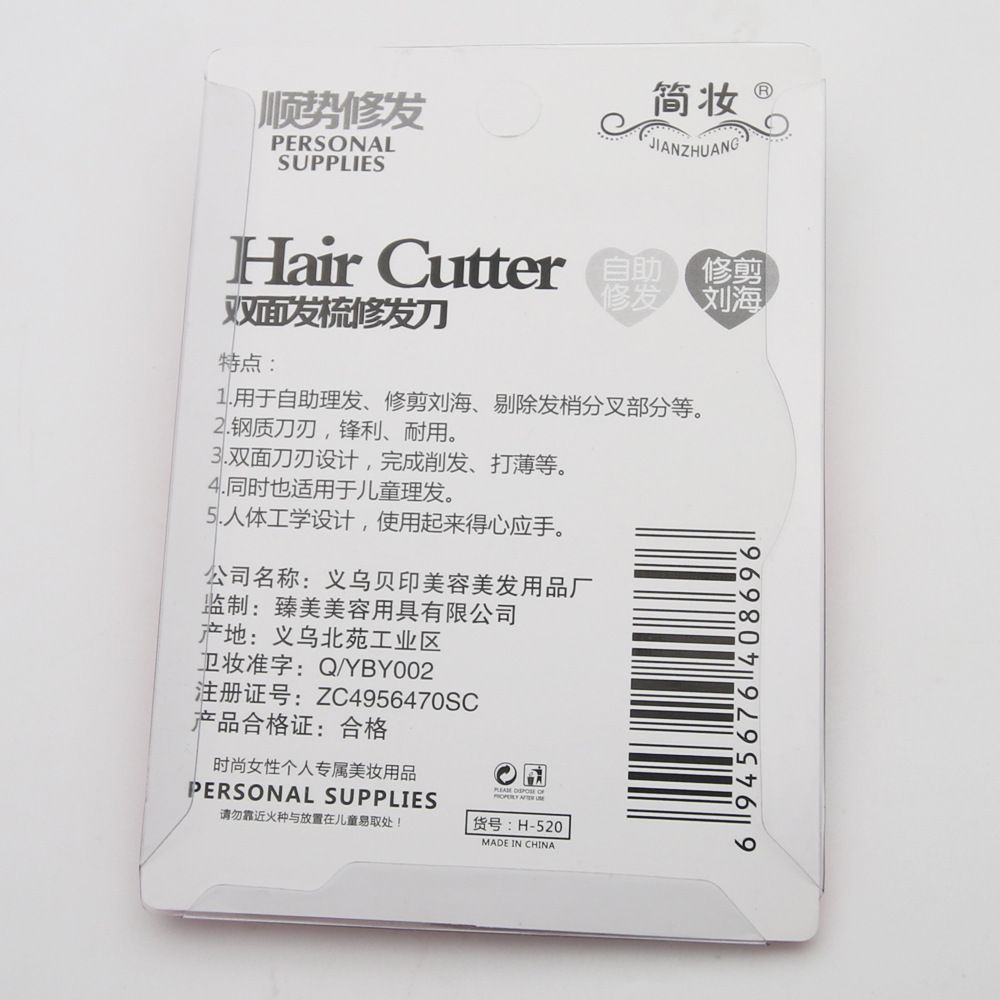 顺势修发
PERSONAL
SUPPLIES
简妆®
JIANZHUANG
Hair Cutter
双面发梳修发刀
自助
修发
修剪
刘海
特点：
1.用于自助理发、修剪刘海、剔除发梢分叉部分等。
2.钢质刀刃，锋利、耐用。
3.双面刀刃设计，完成削发、打薄等。
4.同时也适用于儿童理发。
5.人体工学设计，使用起来得心应手。
公司名称：义乌贝印美容美发用品厂
监制：臻美美容用具有限公司
产地：义乌北苑工业区
卫妆准字：Q/YBY002
注册证号：ZC4956470SC
产品合格证：合格
时尚女性个人专属美妆用品
PERSONAL SUPPLIES
请勿靠近火种与放置在儿童易取处！
PLEASE DISPOSE OF
PROPERLY AFTER USE
货号：H-520
MADE IN CHINA
6945676408696